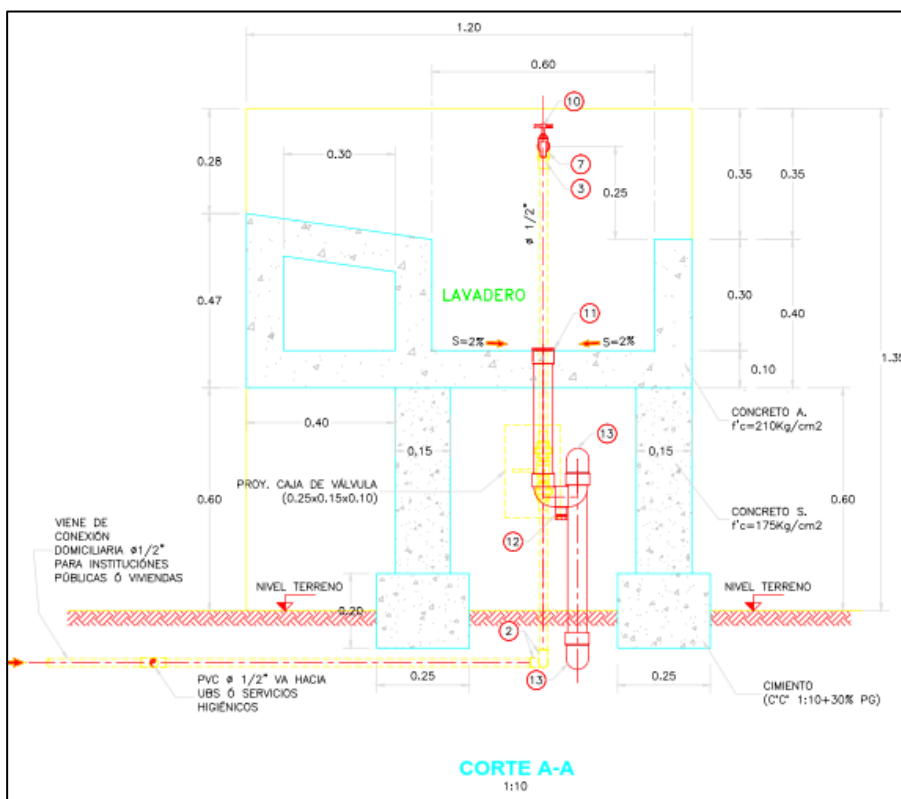 1.20
0.60
10
0.28
0.30
7
3
0.25
0.35
0.35
ø 1/2"
0.47
LAVADERO
11
0.30
0.40
S=2%
S=2%
1.35
0.10
CONCRETO A.
f'c=210Kg/cm2
0.40
13
0,15
0,15
PROY. CAJA DE VÁLVULA
(0.25x0.15x0.10)
0.60
0.60
CONCRETO S.
f'c=175Kg/cm2
VIENE DE
CONEXIÓN
DOMICILIARIA ø1/2"
PARA INSTITUCIÓNES
PÚBLICAS Ó VIVIENDAS
12
NIVEL TERRENO
NIVEL TERRENO
0.20
2
13
PVC ø 1/2" VA HACIA
UBS Ó SERVICIOS
HIGIÉNICOS
0.25
0.25
CIMIENTO
(C"C" 1:10+30% PG)
CORTE A-A
1:10